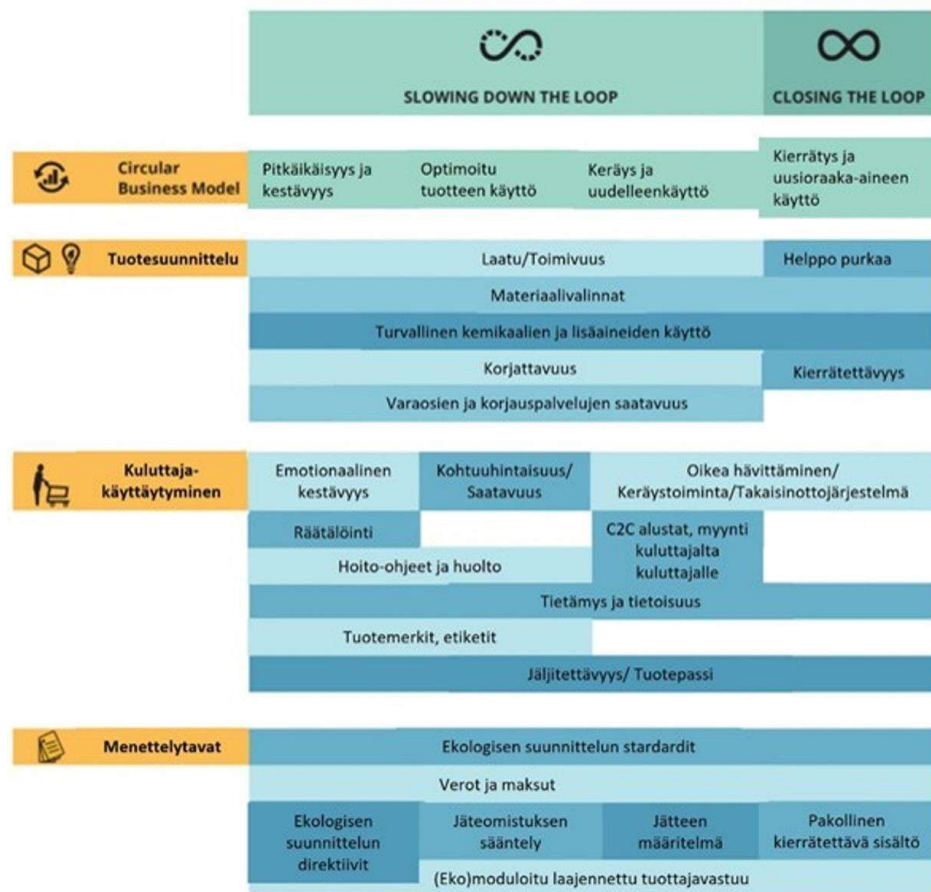 SLOWING DOWN THE LOOP
CLOSING THE LOOP
Circular
Business Model
Pitkäikäisyys ja
kestävyys
Optimoitu
tuotteen käyttö
Keräys ja
uudelleenkäyttö
Kierrätys ja
uusioraaka-aineen
käyttö
Tuotesuunnittelu
Laatu/Toimivuus
Helppo purkaa
Materiaalivalinnat
Turvallinen kemikaalien ja lisäaineiden käyttö
Korjattavuus
Kierrätettävyys
Varaosien ja korjauspalvelujen saatavuus
Kuluttaja-
käyttäytyminen
Emotionaalinen
kestävyys
Kohtuuhintaisuus/
Saatavuus
Oikea hävittäminen/
Keräystoiminta/Takaisinottojärjestelmä
Räätälöinti
C2C alustat, myynti
kuluttajalta
kuluttajalle
Hoito-ohjeet ja huolto
Tietämys ja tietoisuus
Tuotemerkit, etiketit
Jäljitettävyys/ Tuotepassi
Menettelytavat
Ekologisen suunnittelun stardardit
Verot ja maksut
Ekologisen
suunnittelun
direktiivit
Jäteomistuksen
sääntely
Jätteen
määritelmä
Pakollinen
kierrätettävä sisältö
(Eko)moduloitu laajennettu tuottajavastuu